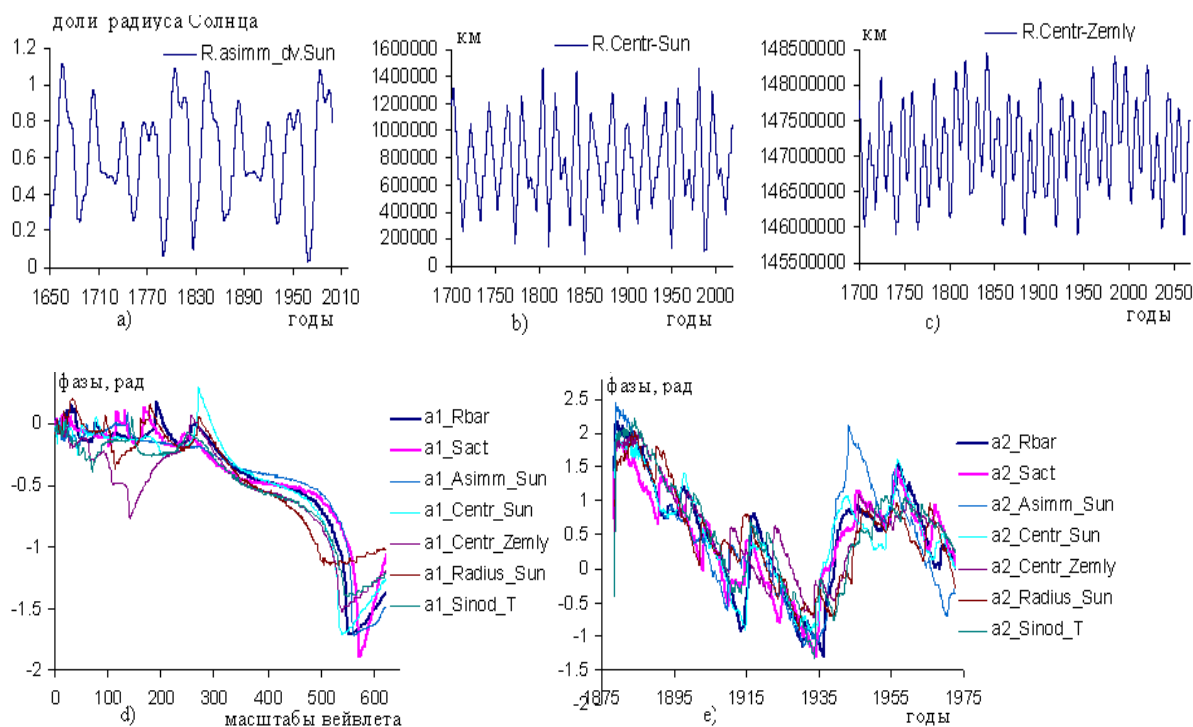 доли радиуса Солнца
R.asimm_dv.Sun
1.2
1
0.8
0.6
0.4
0.2
0
1650 1710 1770 1830 1890 1950 2010
годы
a)
км
R.Centr-Sun
1600000
1400000
1200000
1000000
800000
600000
400000
200000
0
1700 1750 1800 1850 1900 1950 2000
годы
b)
км
R.Centr-Zemly
148500000
148000000
147500000
147000000
146500000
146000000
145500000
1700 1750 1800 1850 1900 1950 2000 2050
годы
c)
фазы, рад
0
-0.5
-1
-1.5
-2
0 100 200 300 400 500 600
d)
масштабы вейвлета
a1_Rbar
a1_Sact
a1_Asimm_Sun
a1_Centr_Sun
a1_Centr_Zemly
a1_Radius_Sun
a1_Sinod_T
фазы, рад
2.5
2
1.5
1
0.5
0
-0.5
-1
-1.5
-2
1875 1895 1915 1935 1955 1975
e)
годы
a2_Rbar
a2_Sact
a2_Asimm_Sun
a2_Centr_Sun
a2_Centr_Zemly
a2_Radius_Sun
a2_Sinod_T